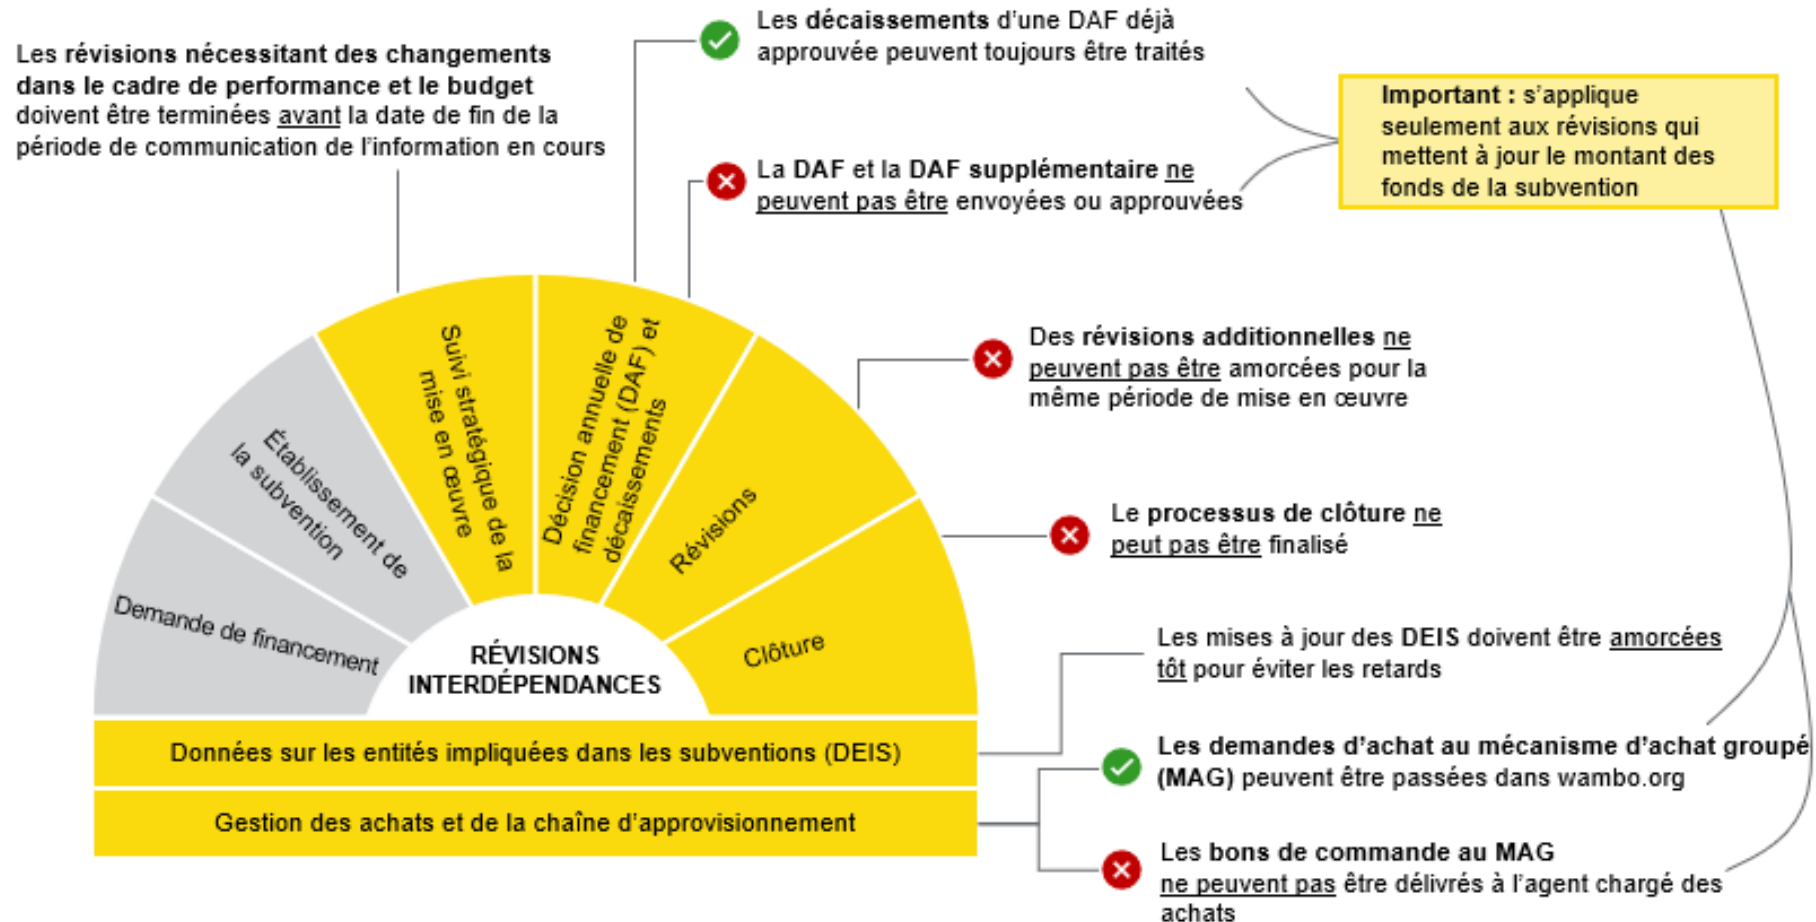 Les révisions nécessitant des changements
dans le cadre de performance et le budget
doivent être terminées avant la date de fin de la
période de communication de l'information en cours
Les décaissements d'une DAF déjà
approuvée peuvent toujours être traités
La DAF et la DAF supplémentaire ne
peuvent pas être envoyées ou approuvées
Important : s'applique
seulement aux révisions qui
mettent à jour le montant des
fonds de la subvention
Des révisions additionnelles ne
peuvent pas être amorcées pour la
même période de mise en œuvre
Le processus de clôture ne
peut pas être finalisé
Les mises à jour des DEIS doivent être amorcées
tôt pour éviter les retards
Les demandes d'achat au mécanisme d'achat groupé
(MAG) peuvent être passées dans wambo.org
Les bons de commande au MAG
ne peuvent pas être délivrés à l'agent chargé des
achats
Demande de financement
Établissement de
la subvention
Suivi stratégique de la
mise en œuvre
Décision annuelle de
financement (DAF) et
décaissements
Révisions
Clôture
RÉVISIONS
INTERDÉPENDANCES
Données sur les entités impliquées dans les subventions (DEIS)
Gestion des achats et de la chaîne d'approvisionnement